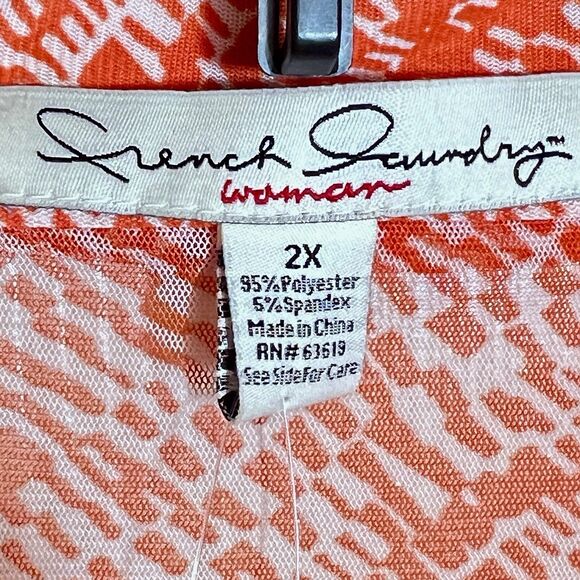 French Laundry™
woman
2X
95%Polyester
5%Spandex
Made in China
RN# 63619
See Side For Care